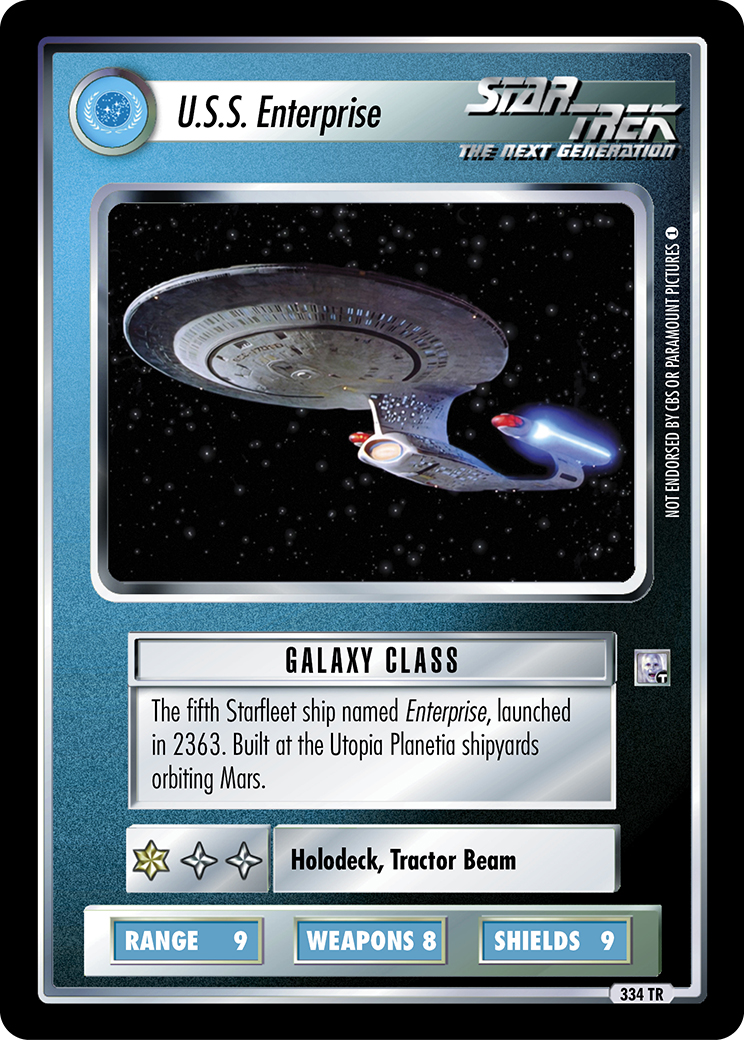 U.S.S. Enterprise
STAR
TREK
THE NEXT GENERATION
NOT ENDORSED BY CBS OR PARAMOUNT PICTURES 1
GALAXY CLASS
The fifth Starfleet ship named Enterprise, launched
in 2363. Built at the Utopia Planetia shipyards
orbiting Mars.
T
Holodeck, Tractor Beam
RANGE 9
WEAPONS 8
SHIELDS 9
334 TR